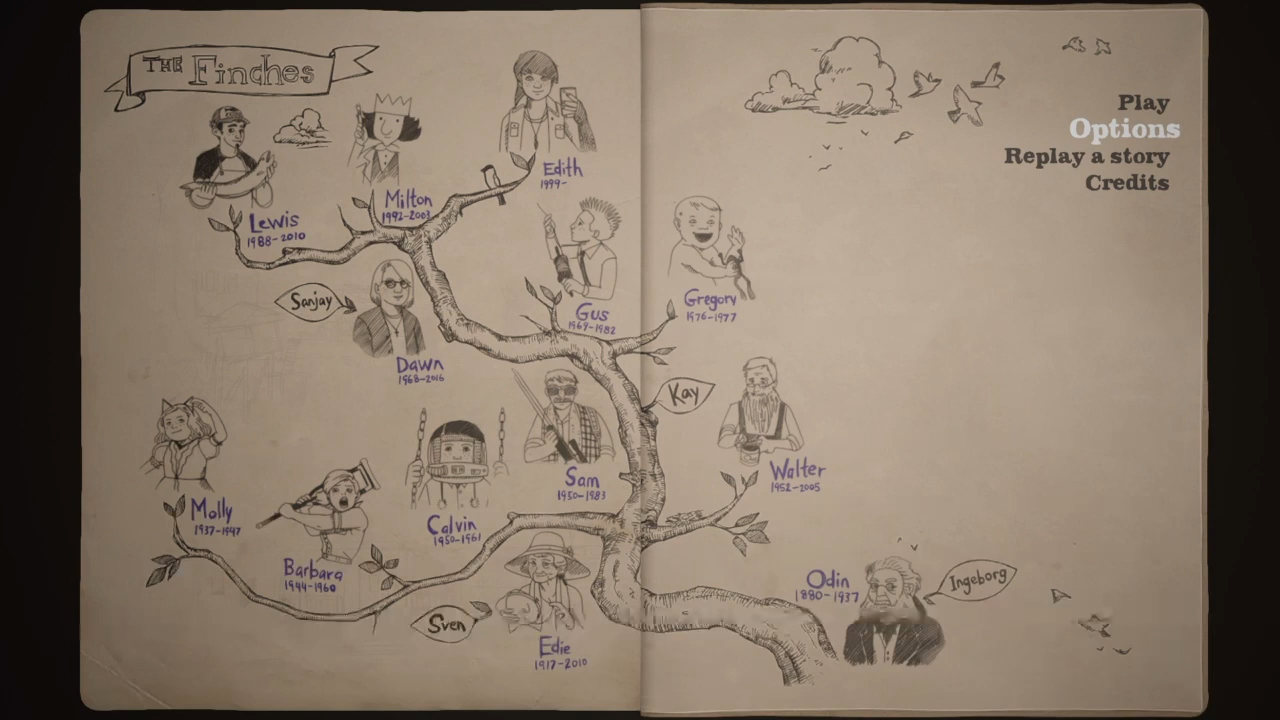 THE Finches
Play
Options
Replay a story
Credits
Edith
1999-
Milton
1992-2003
Lewis
1988-2010
Sanjay
Gus
1969-1982
Gregory
1976-1977
Dawn
1968-2016
Kay
Sam
1950-1983
Walter
1952-2005
Molly
1937-1947
Calvin
1950-1961
Barbara
1944-1960
Odin
1880-1937
Ingeborg
Sven
Edie
1917-2010